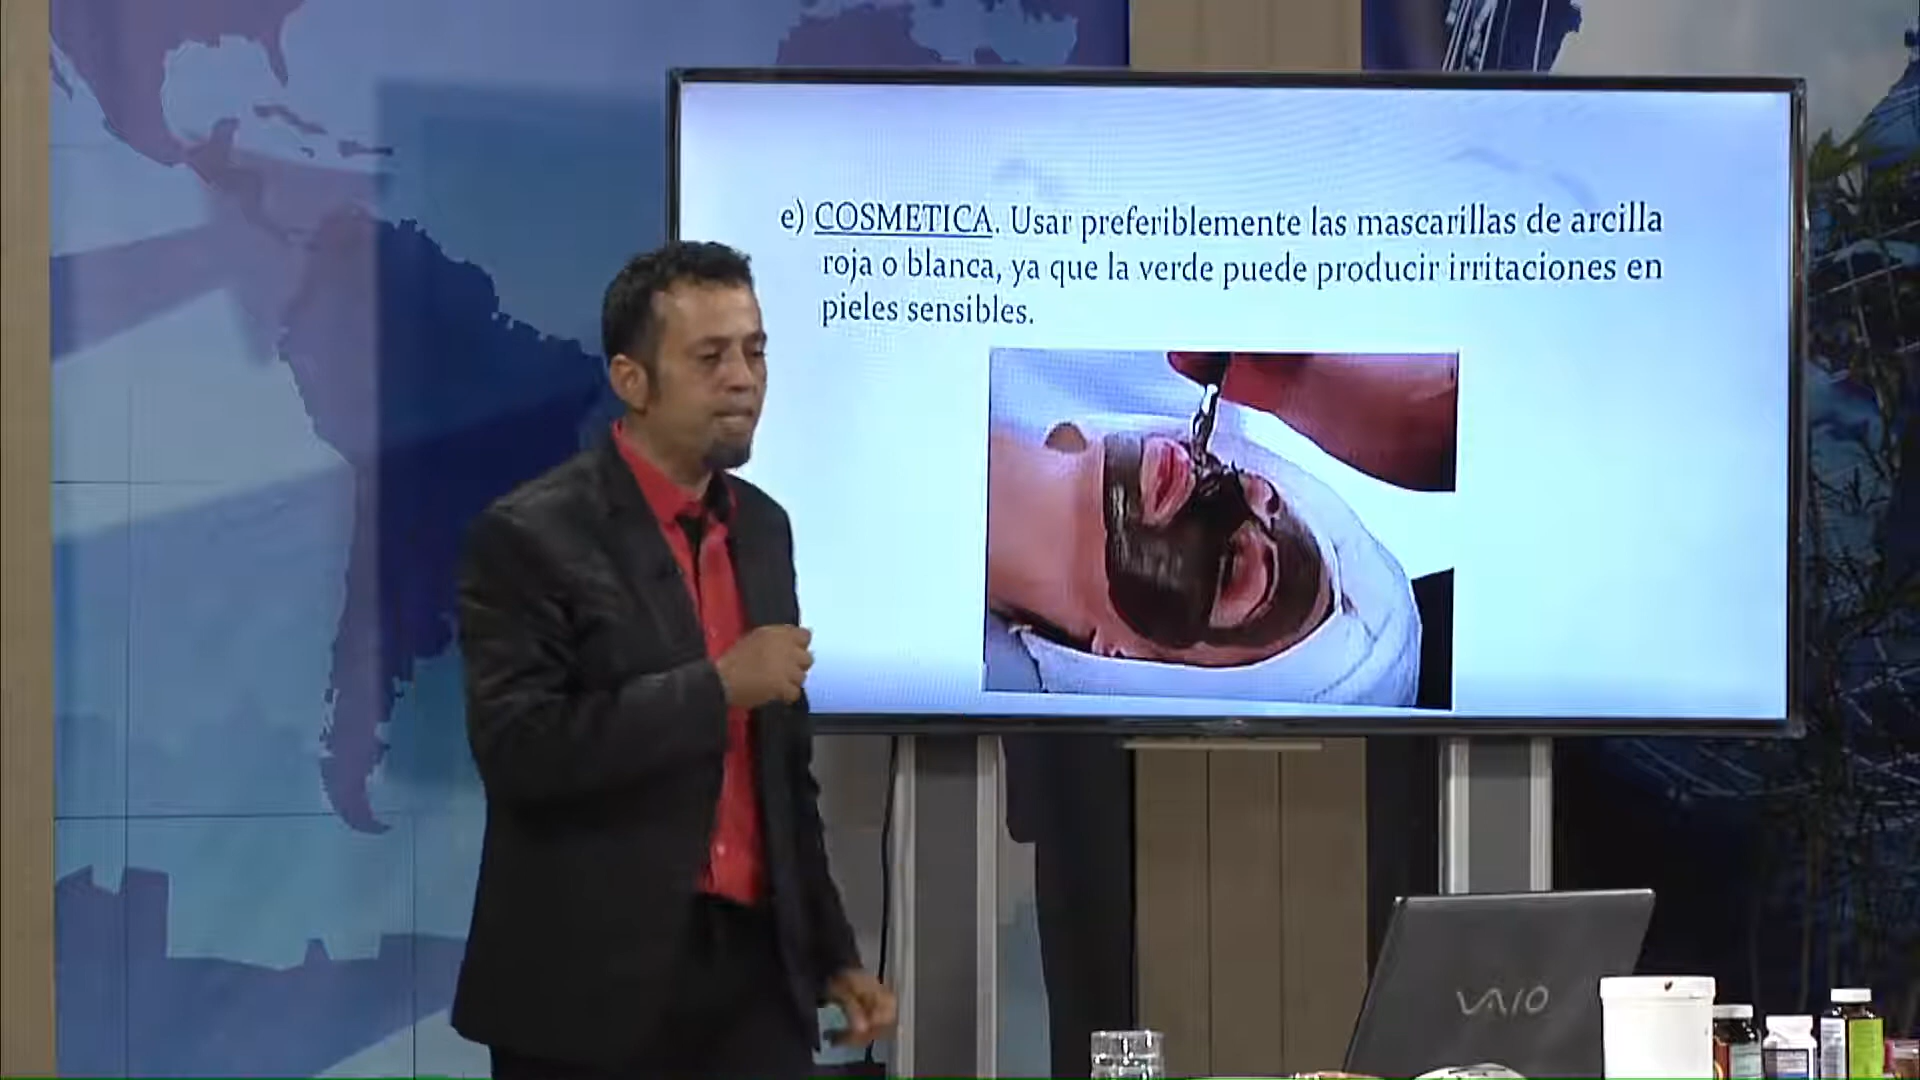 e) COSMETICA. Usar preferiblemente las mascarillas de arcilla
roja o blanca, ya que la verde puede producir irritaciones en
pieles sensibles.
VAIO